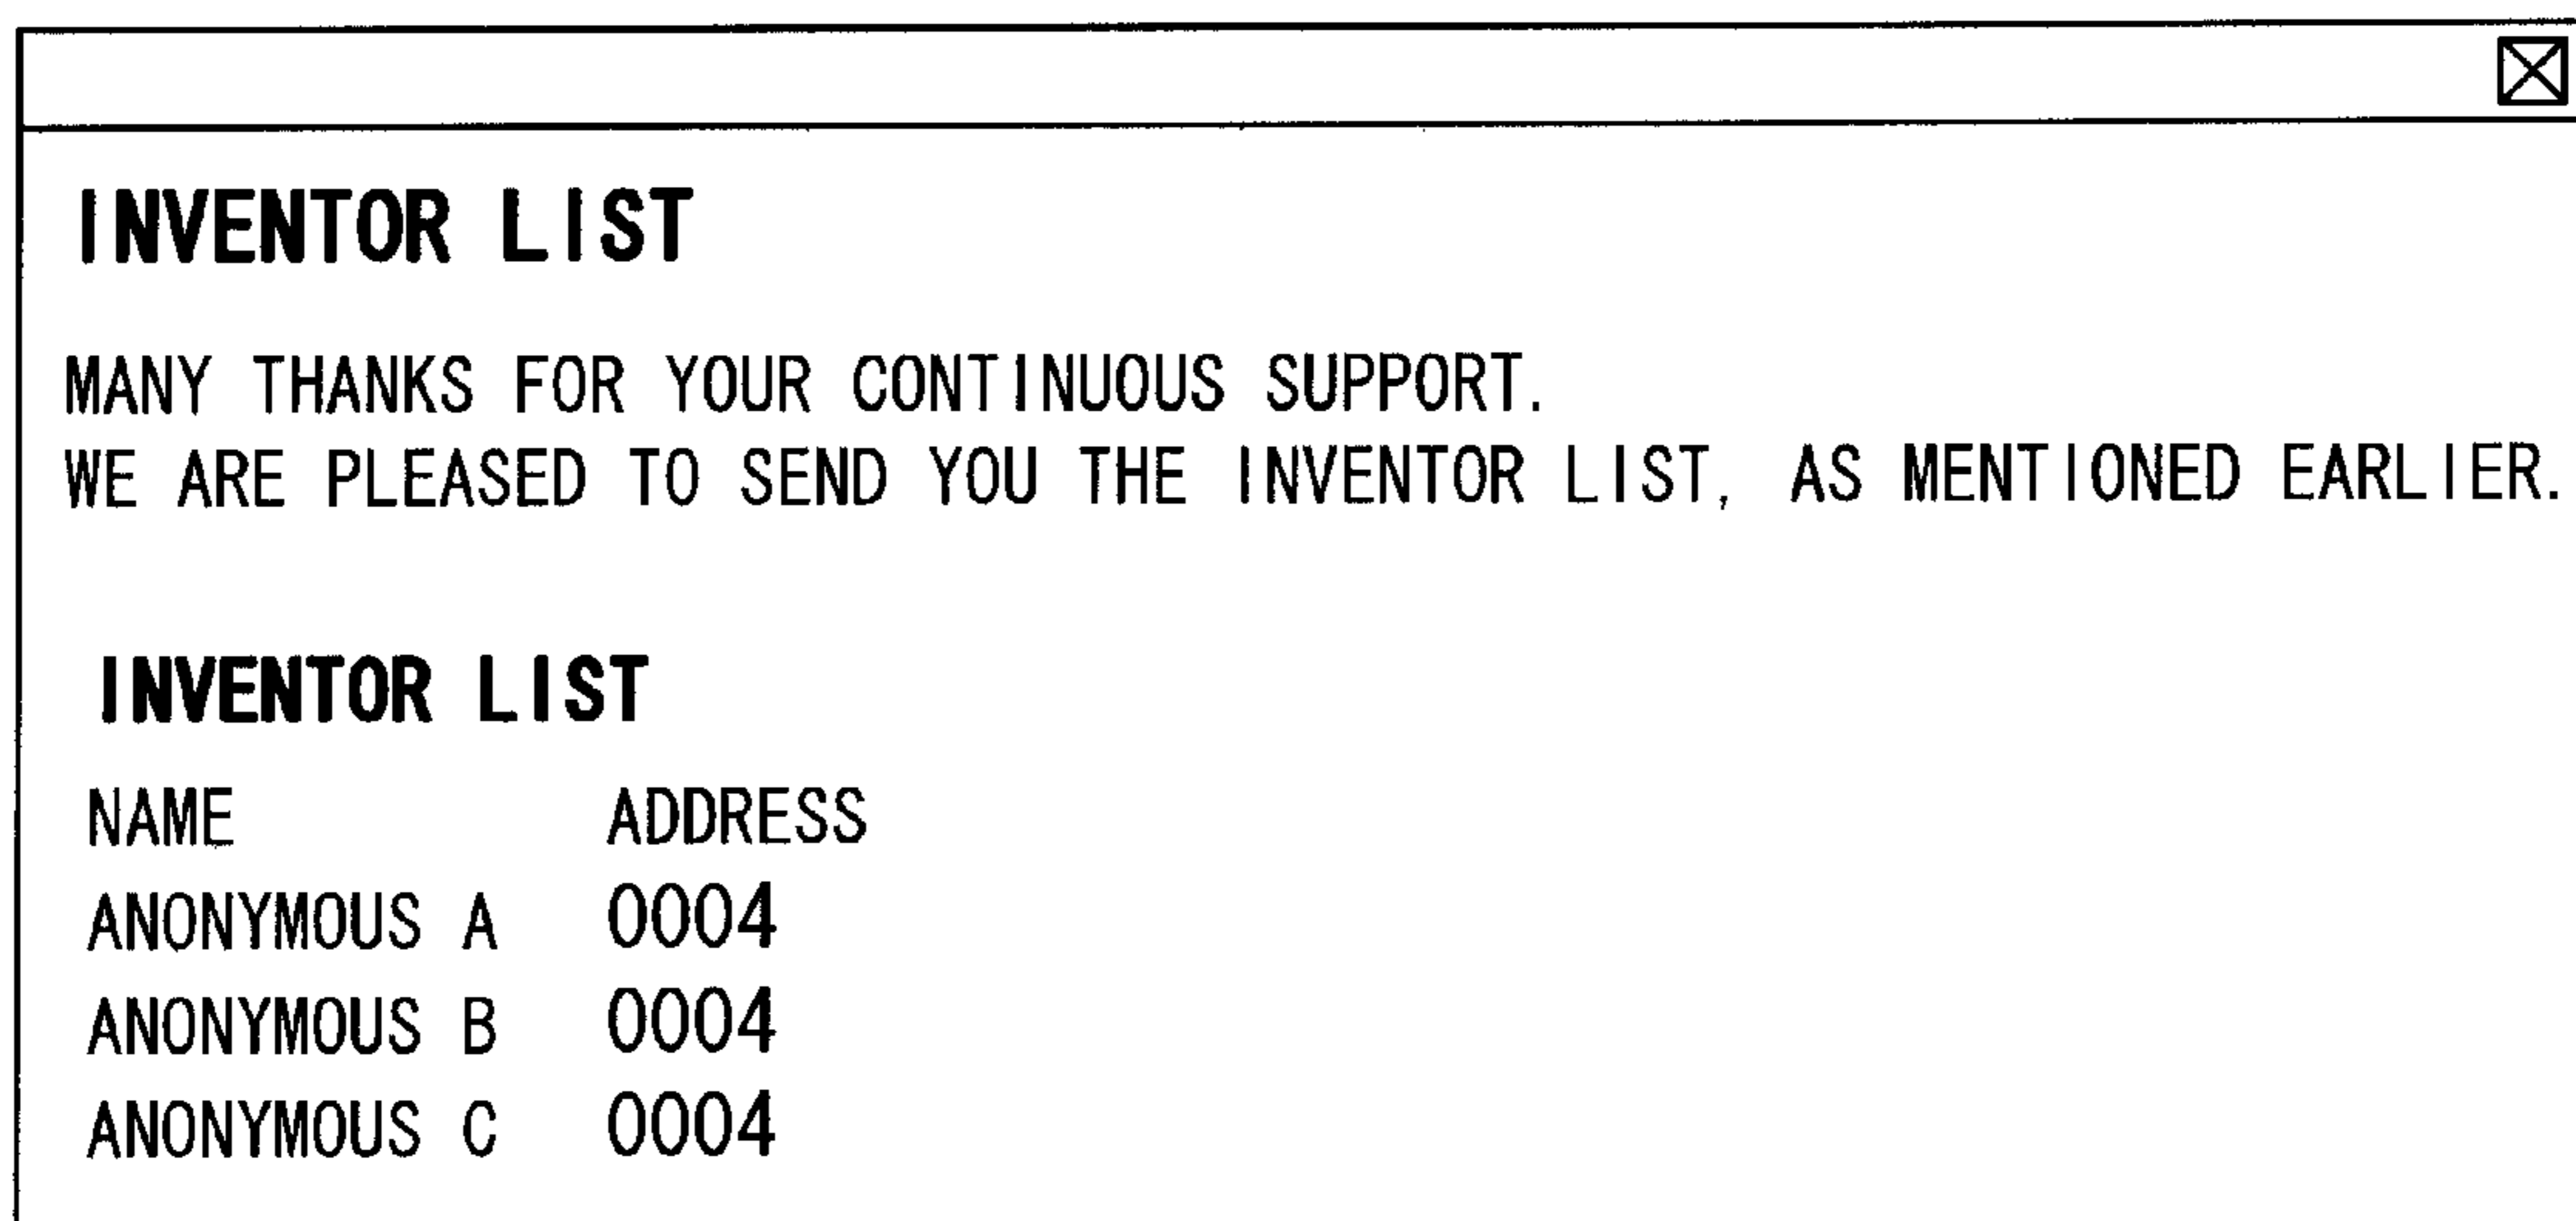 INVENTOR LIST
MANY THANKS FOR YOUR CONTINUOUS SUPPORT.
WE ARE PLEASED TO SEND YOU THE INVENTOR LIST, AS MENTIONED EARLIER.
INVENTOR LIST
NAME ADDRESS
ANONYMOUS A 0004
ANONYMOUS B 0004
ANONYMOUS C 0004